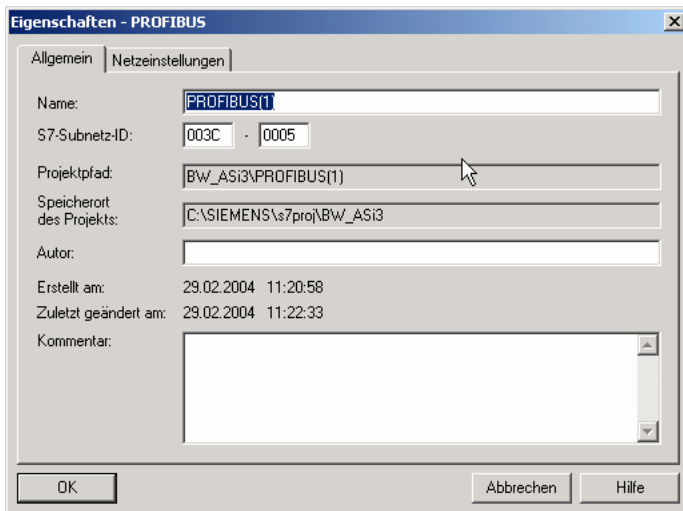 Eigenschaften - PROFIBUS
Allgemein Netzeinstellungen
Name: PROFIBUS(1)
S7-Subnetz-ID: 003C - 0005
Projektpfad: BW_ASi3\PROFIBUS(1)
Speicherort
des Projekts: C:\SIEMENS\s7proj\BW_ASi3
Autor:
Erstellt am: 29.02.2004 11:20:58
Zuletzt geändert am: 29.02.2004 11:22:33
Kommentar:
OK Abbrechen Hilfe